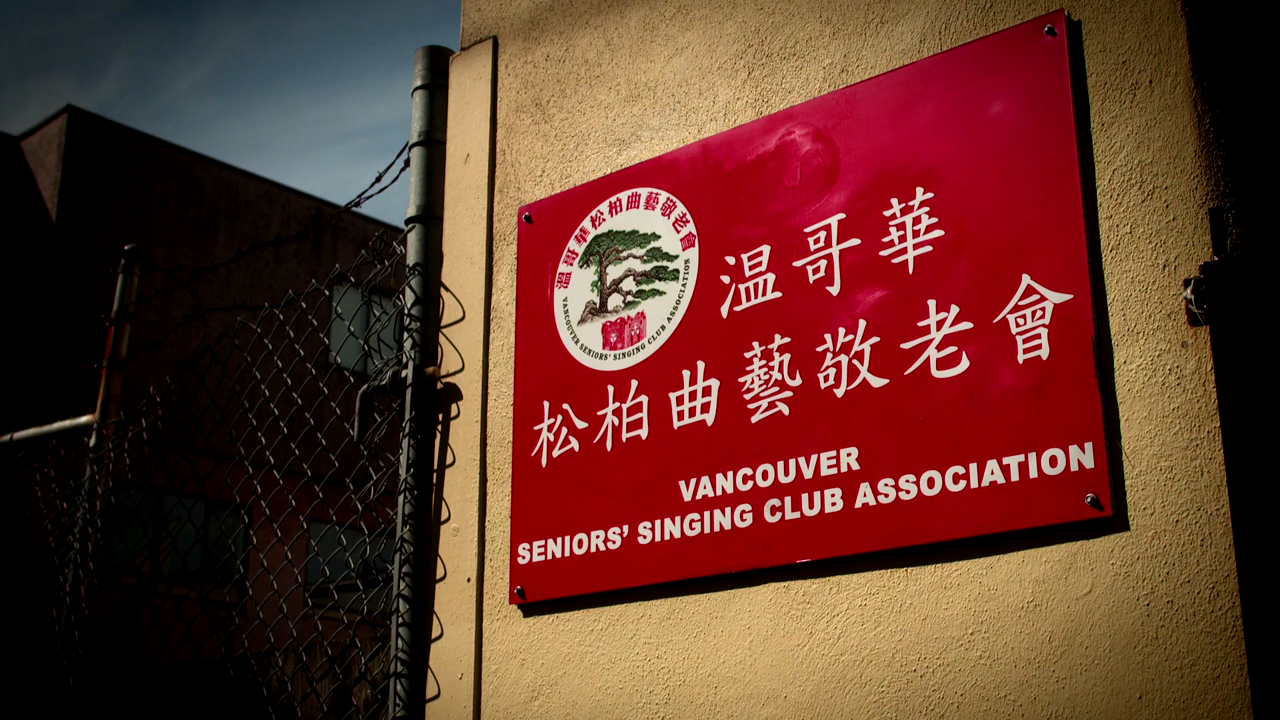 溫哥華松柏曲藝敬老會
VANCOUVER SENIORS' SINGING CLUB ASSOCIATION
温哥華
松柏曲藝敬老會
VANCOUVER
SENIORS’ SINGING CLUB ASSOCIATION